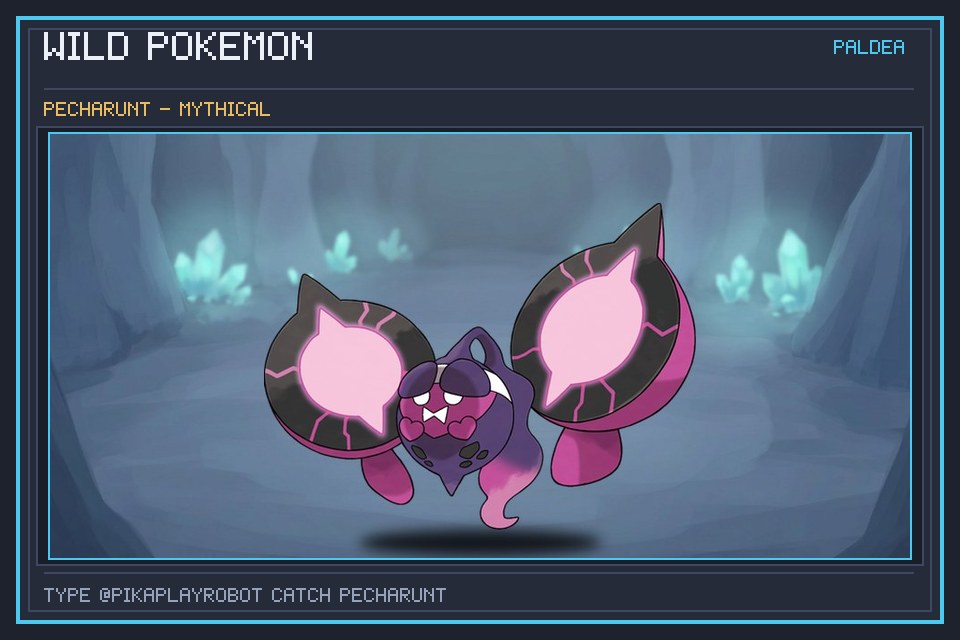 WILD POKEMON
PALDEA
PECHARUNT - MYTHICAL
TYPE @PIKAPLAYROBOT CATCH PECHARUNT